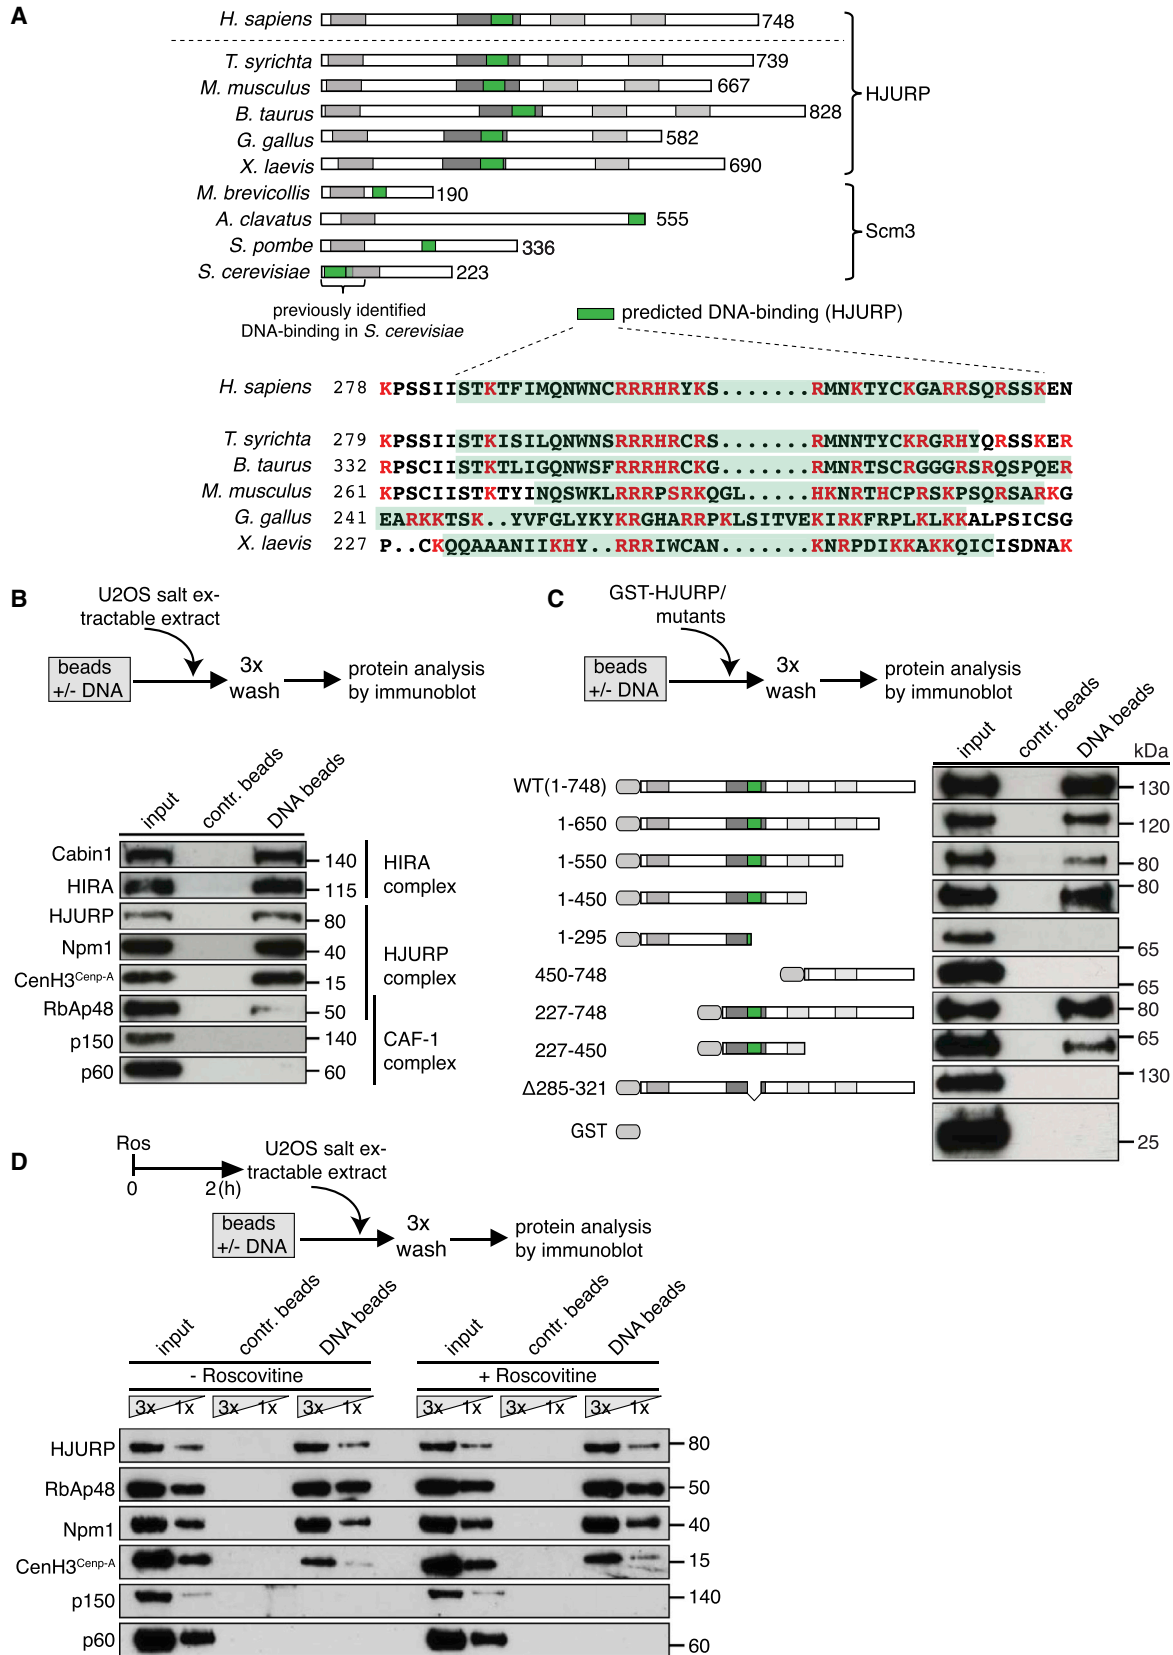 A
H. sapiens 748
T. syrichta 739
M. musculus 667
B. taurus 828
G. gallus 582
X. laevis 690
HJURP
M. brevicollis 190
A. clavatus 555
S. pombe 336
S. cerevisiae 223
Scm3
previously identified
DNA-binding in S. cerevisiae
predicted DNA-binding (HJURP)
H. sapiens 278 KPSSIISTKTFIMQNWNCRRRHRYKS.......RMNKTYCKGARRSQRSSKEN
T. syrichta 279 KPSSIISTKISILQNWNSRRRHRCRS.......RMNNTYCKRGRHYQRSSKER
B. taurus 332 RPSCIISTKTLIGQNWSFRRRHRCKG.......RMNRTSCRGGGRSRQSPQER
M. musculus 261 KPSCIISTKTYINQSWKLRRRPSRKQGL.....HKNRTHCPRSKPSQRSARKG
G. gallus 241 EARKKTSK..YVFGLYKYKRGHARRPKLSITVEKIRKFRPLKLKKALPSICSG
X. laevis 227 P..CKQQAAANIIKHY..RRRIWCAN.......KNRPDIKKAKKQICISDNAK
B
U2OS salt ex-
tractable extract
beads
+/- DNA
3x
wash
protein analysis
by immunoblot
input
contr. beads
DNA beads
Cabin1 140
HIRA 115
HIRA
complex
HJURP 80
Npm1 40
CenH3Cenp-A 15
RbAp48 50
HJURP
complex
p150 140
p60 60
CAF-1
complex
C
GST-HJURP/
mutants
beads
+/- DNA
3x
wash
protein analysis
by immunoblot
input
contr. beads
DNA beads
kDa
WT(1-748) 130
1-650 120
1-550 80
1-450 80
1-295 65
450-748 65
227-748 80
227-450 65
Δ285-321 130
GST 25
D
Ros
0 2(h)
U2OS salt ex-
tractable extract
beads
+/- DNA
3x
wash
protein analysis
by immunoblot
input
contr. beads
DNA beads
input
contr. beads
DNA beads
- Roscovitine + Roscovitine
3x 1x 3x 1x 3x 1x 3x 1x 3x 1x 3x 1x
HJURP 80
RbAp48 50
Npm1 40
CenH3Cenp-A 15
p150 140
p60 60